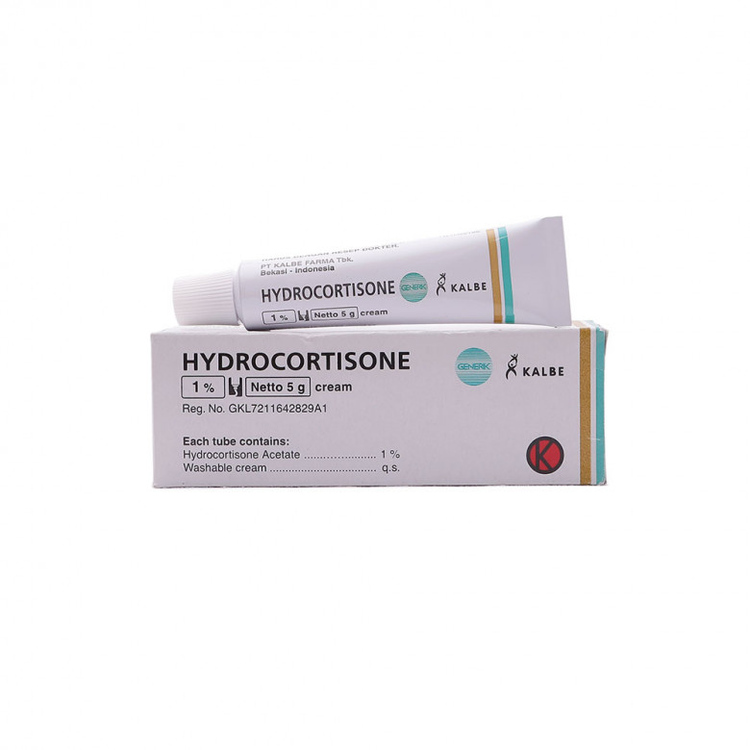 HARUS DENGAN RESEP DOKTER.
PT KALBE FARMA Tbk.
Bekasi - Indonesia
HYDROCORTISONE GENERIK KALBE
1 % Netto 5 g cream
HYDROCORTISONE
GENERIK KALBE
1 % Netto 5 g cream
Reg. No. GKL7211642829A1
Each tube contains:
Hydrocortisone Acetate ...................... 1 %
Washable cream ................................. q.s.
K